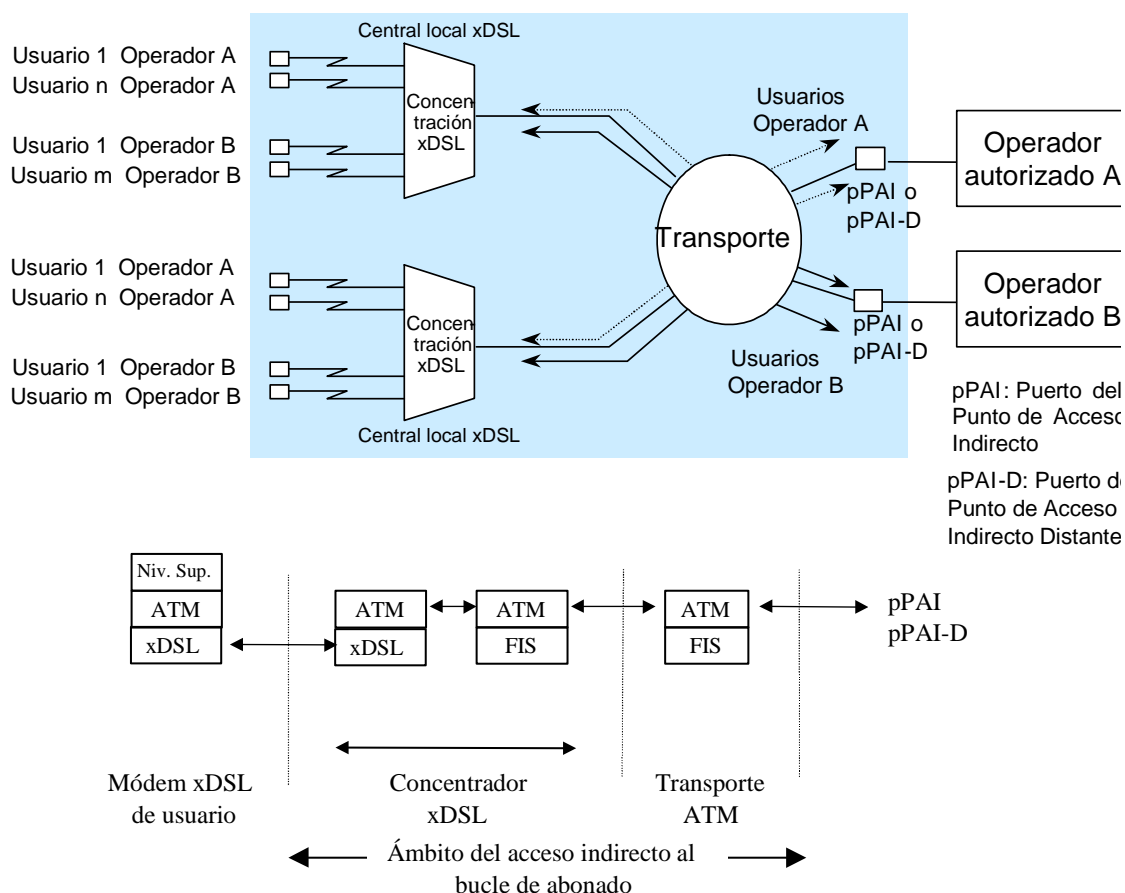 Central local xDSL
Usuario 1 Operador A
Usuario n Operador A
Usuario 1 Operador B
Usuario m Operador B
Concen-
tración
xDSL
Usuarios
Operador A
pPAI o
pPAI-D
Operador
autorizado A
Transporte
Usuario 1 Operador A
Usuario n Operador A
Usuario 1 Operador B
Usuario m Operador B
Concen-
tración
xDSL
Central local xDSL
pPAI o
pPAI-D
Usuarios
Operador B
Operador
autorizado B
pPAI: Puerto del
Punto de Acceso
Indirecto
pPAI-D: Puerto de
Punto de Acceso
Indirecto Distante
Niv. Sup.
ATM
xDSL
ATM
xDSL
ATM
FIS
ATM
FIS
pPAI
pPAI-D
Módem xDSL
de usuario
Concentrador
xDSL
Transporte
ATM
Ámbito del acceso indirecto al
bucle de abonado